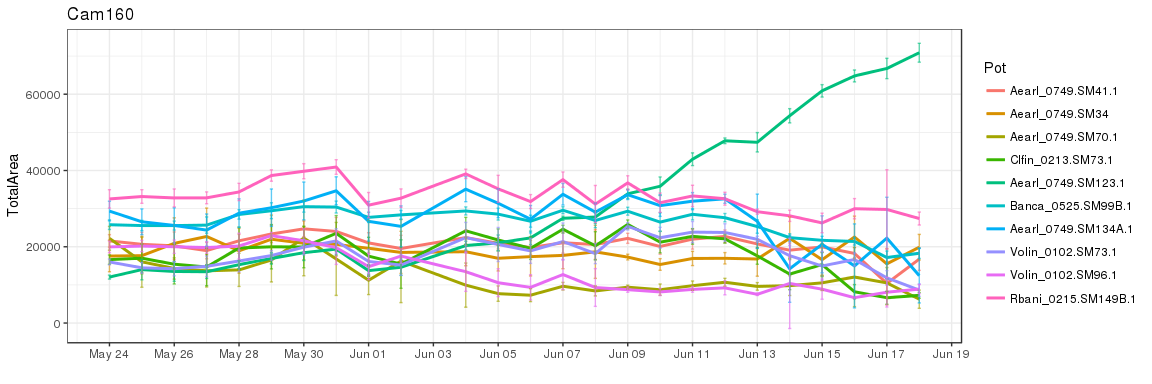 Cam160
TotalArea
60000
40000
20000
0
May 24 May 26 May 28 May 30 Jun 01 Jun 03 Jun 05 Jun 07 Jun 09 Jun 11 Jun 13 Jun 15 Jun 17 Jun 19
Pot
Aearl_0749.SM41.1
Aearl_0749.SM34
Aearl_0749.SM70.1
Clfin_0213.SM73.1
Aearl_0749.SM123.1
Banca_0525.SM99B.1
Aearl_0749.SM134A.1
Volin_0102.SM73.1
Volin_0102.SM96.1
Rbani_0215.SM149B.1